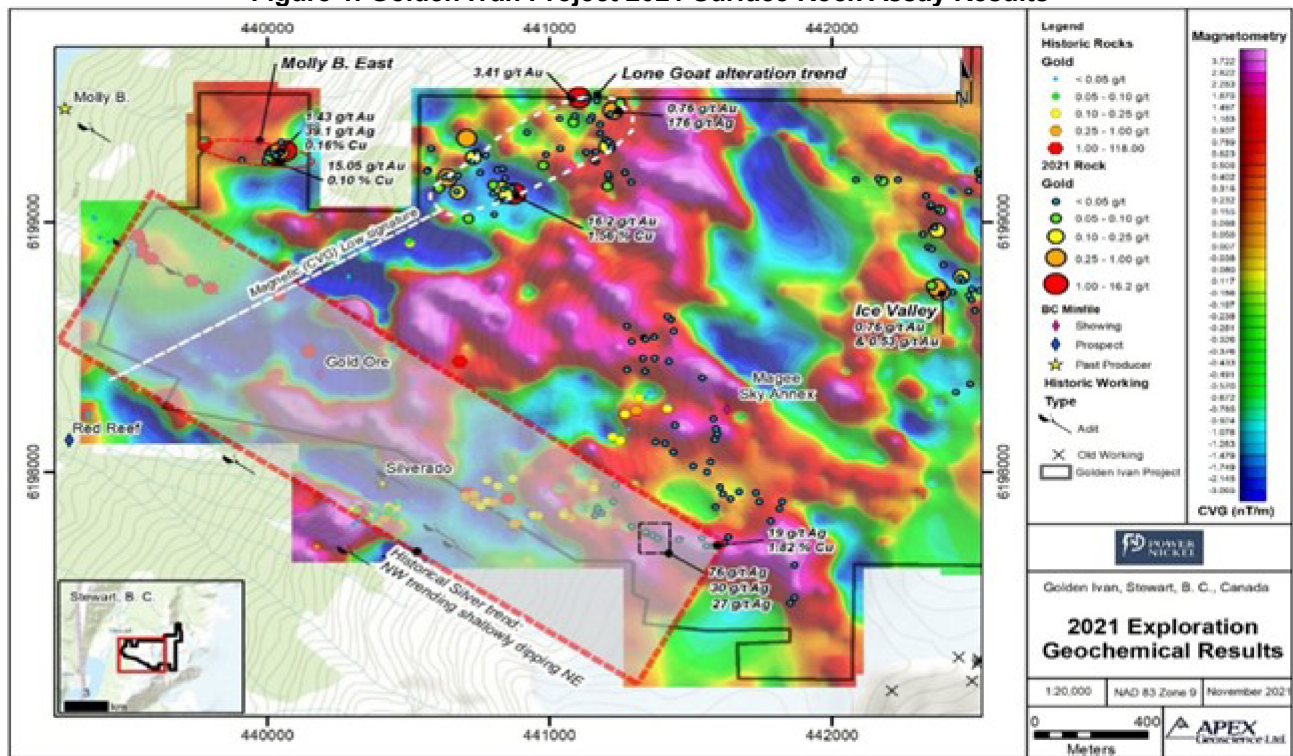 Figure 1: Golden Ivan Project 2021 Surface Rock Assay Results
440000
441000
442000
6199000
6198000
Molly B. East
Molly B.
1.43 g/t Au
39.1 g/t Ag
0.16% Cu
15.05 g/t Au
0.10 % Cu
3.41 g/t Au
Lone Goat alteration trend
0.76 g/t Au
176 g/t Ag
16.2 g/t Au
1.56 % Cu
Magnetic (CVG) Low signature
Ice Valley
0.76 g/t Au
& 0.53 g/t Au
Gold Ore
Magee
Sky Annex
Red Reef
Silverado
19 g/t Ag
1.82 % Cu
76 g/t Ag
30 g/t Ag
27 g/t Ag
Historical Silver trend:
NW trending shallowly dipping NE
Stewart, B. C.
3
km
440000
441000
442000
6199000
6198000
N
Legend
Historic Rocks
Gold
< 0.05 g/t
0.05 - 0.10 g/t
0.10 - 0.25 g/t
0.25 - 1.00 g/t
1.00 - 118.00
2021 Rock
Gold
< 0.05 g/t
0.05 - 0.10 g/t
0.10 - 0.25 g/t
0.25 - 1.00 g/t
1.00 - 16.2 g/t
BC Minfile
Showing
Prospect
Past Producer
Historic Working
Type
Adit
Old Working
Golden Ivan Project
Magnetometry
CVG (nT/m)
POWER
NICKEL
Golden Ivan, Stewart, B. C., Canada
2021 Exploration
Geochemical Results
1:20,000
NAD 83 Zone 9
November 2021
0
400
Meters
APEX
Geoscience Ltd.